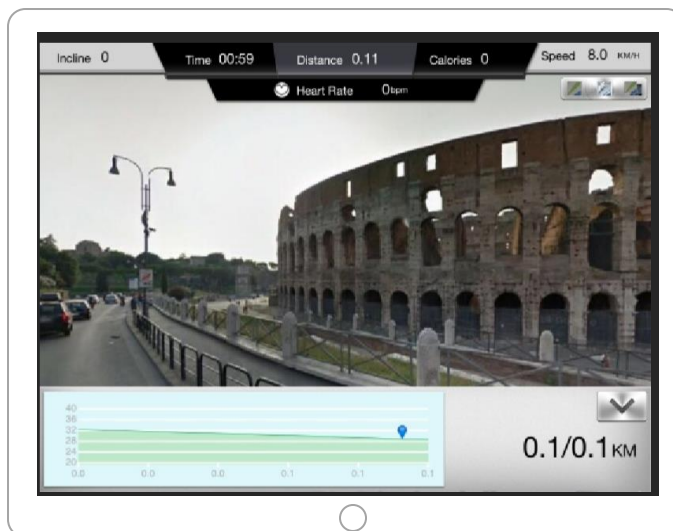 Incline 0 Time 00:59 Distance 0.11 Calories 0 Speed 8.0 KM/H
Heart Rate 0bpm
40
36
32
28
24
20
0.0 0.0 0.0 0.1 0.1 0.1
0.1/0.1 KM